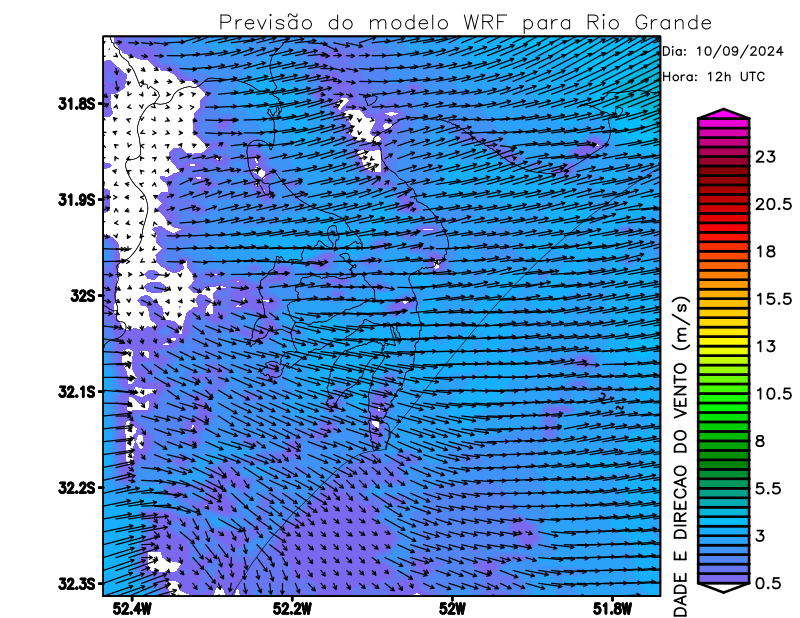 Previsão do modelo WRF para Rio Grande
Dia: 10/09/2024
Hora: 12h UTC
31.8S
31.9S
32S
32.1S
32.2S
32.3S
52.4W
52.2W
52W
51.8W
23
20.5
18
15.5
13
10.5
8
5.5
3
0.5
DADE E DIRECAO DO VENTO (m/s)